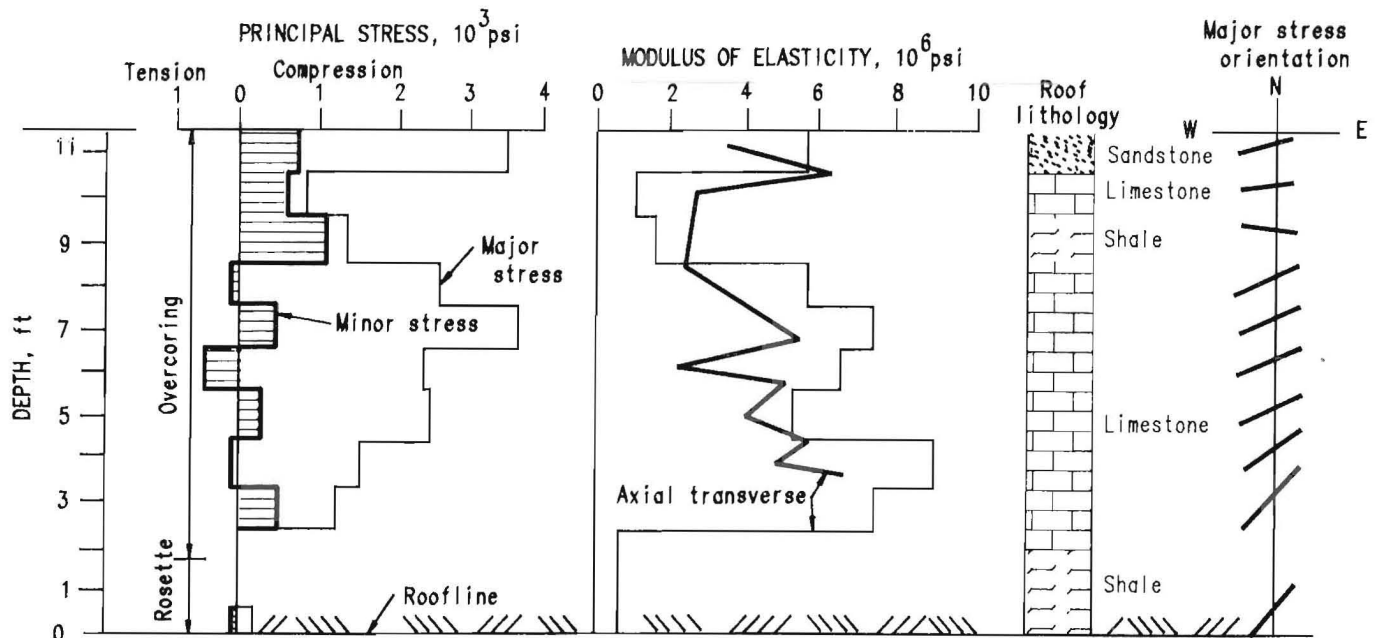 PRINCIPAL STRESS, 10³psi
Tension Compression
1 0 1 2 3 4
MODULUS OF ELASTICITY, 10⁶psi
0 2 4 6 8 10
Roof
lithology
Major stress
orientation
N
W E
DEPTH, ft
11
9
7
5
3
1
0
Overcoring
Rosette
Major
stress
Minor stress
Roofline
Axial transverse
Sandstone
Limestone
Shale
Limestone
Shale